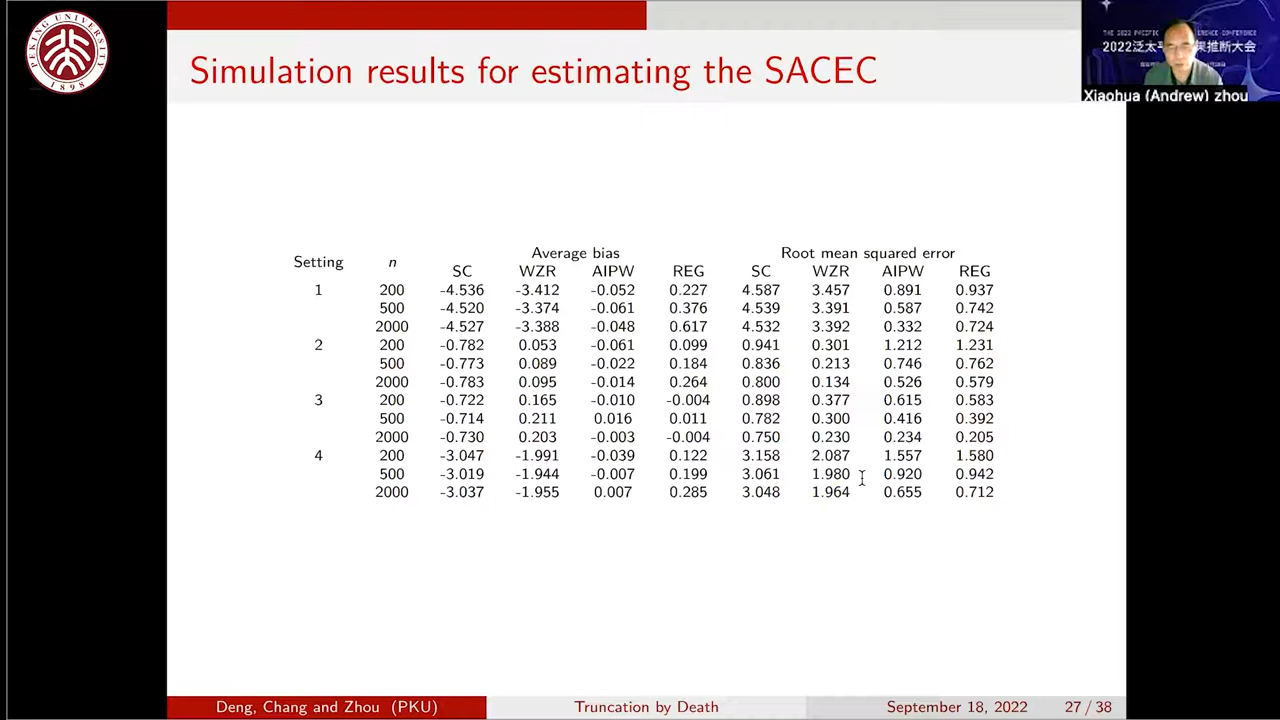 PEKING UNIVERSITY
1898
Simulation results for estimating the SACEC
2022泛太
推断大会
Xiaohua (Andrew) zhou
Average bias Root mean squared error
Setting n SC WZR AIPW REG SC WZR AIPW REG
1 200 -4.536 -3.412 -0.052 0.227 4.587 3.457 0.891 0.937
500 -4.520 -3.374 -0.061 0.376 4.539 3.391 0.587 0.742
2000 -4.527 -3.388 -0.048 0.617 4.532 3.392 0.332 0.724
2 200 -0.782 0.053 -0.061 0.099 0.941 0.301 1.212 1.231
500 -0.773 0.089 -0.022 0.184 0.836 0.213 0.746 0.762
2000 -0.783 0.095 -0.014 0.264 0.800 0.134 0.526 0.579
3 200 -0.722 0.165 -0.010 -0.004 0.898 0.377 0.615 0.583
500 -0.714 0.211 0.016 0.011 0.782 0.300 0.416 0.392
2000 -0.730 0.203 -0.003 -0.004 0.750 0.230 0.234 0.205
4 200 -3.047 -1.991 -0.039 0.122 3.158 2.087 1.557 1.580
500 -3.019 -1.944 -0.007 0.199 3.061 1.980 0.920 0.942
2000 -3.037 -1.955 0.007 0.285 3.048 1.964 0.655 0.712
Deng, Chang and Zhou (PKU) Truncation by Death September 18, 2022 27 / 38